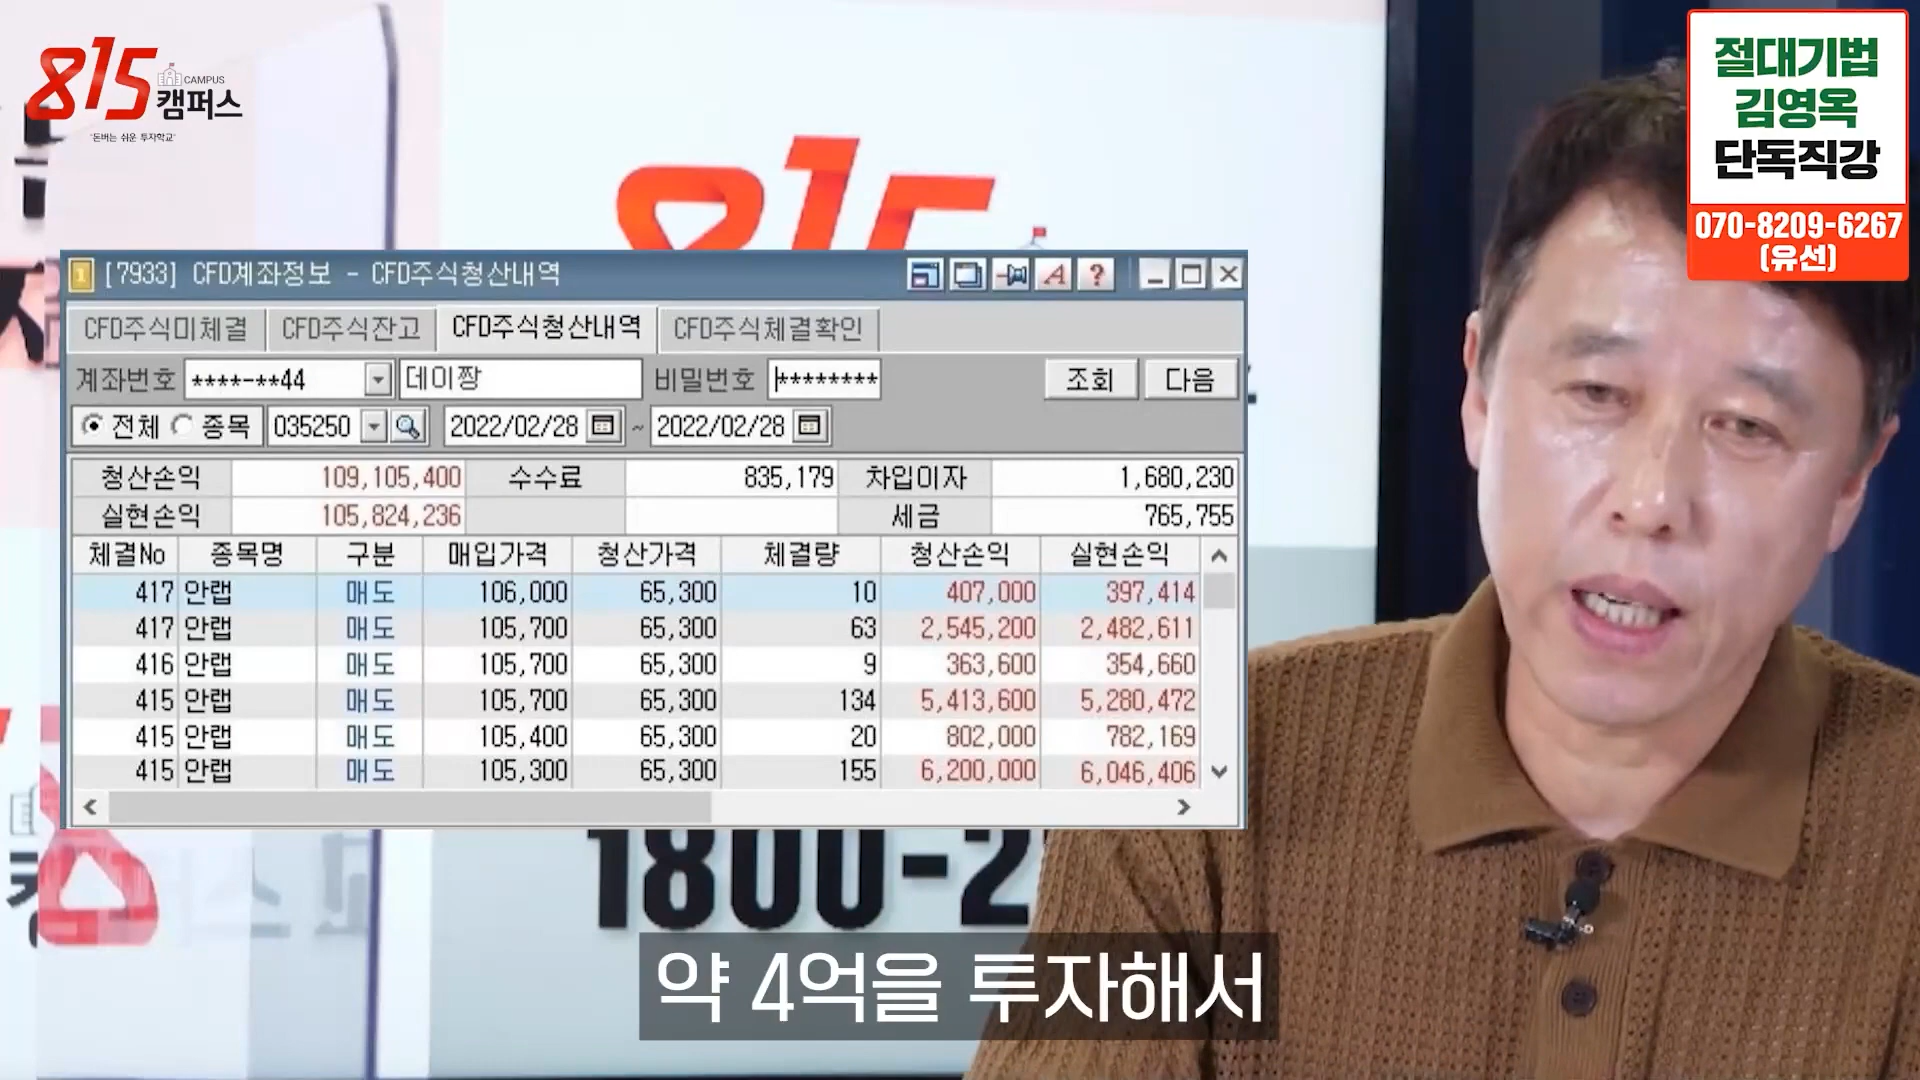 815
CAMPUS
캠퍼스
"돈버는 쉬운 투자학교"
절대기법
김영옥
단독직강
070-8209-6267
(유선)
815
[7933] CFD계좌정보 - CFD주식청산내역
CFD주식미체결 CFD주식잔고 CFD주식청산내역 CFD주식체결확인
계좌번호 ****-**44 데이짱 비밀번호 ******** 조회 다음
전체 종목 035250 2022/02/28 ~ 2022/02/28
청산손익 109,105,400 수수료 835,179 차입이자 1,680,230
실현손익 105,824,236 세금 765,755
체결No 종목명 구분 매입가격 청산가격 체결량 청산손익 실현손익
417 안랩 매도 106,000 65,300 10 407,000 397,414
417 안랩 매도 105,700 65,300 63 2,545,200 2,482,611
416 안랩 매도 105,700 65,300 9 363,600 354,660
415 안랩 매도 105,700 65,300 134 5,413,600 5,280,472
415 안랩 매도 105,400 65,300 20 802,000 782,169
415 안랩 매도 105,300 65,300 155 6,200,000 6,046,406
1800-2
약 4억을 투자해서